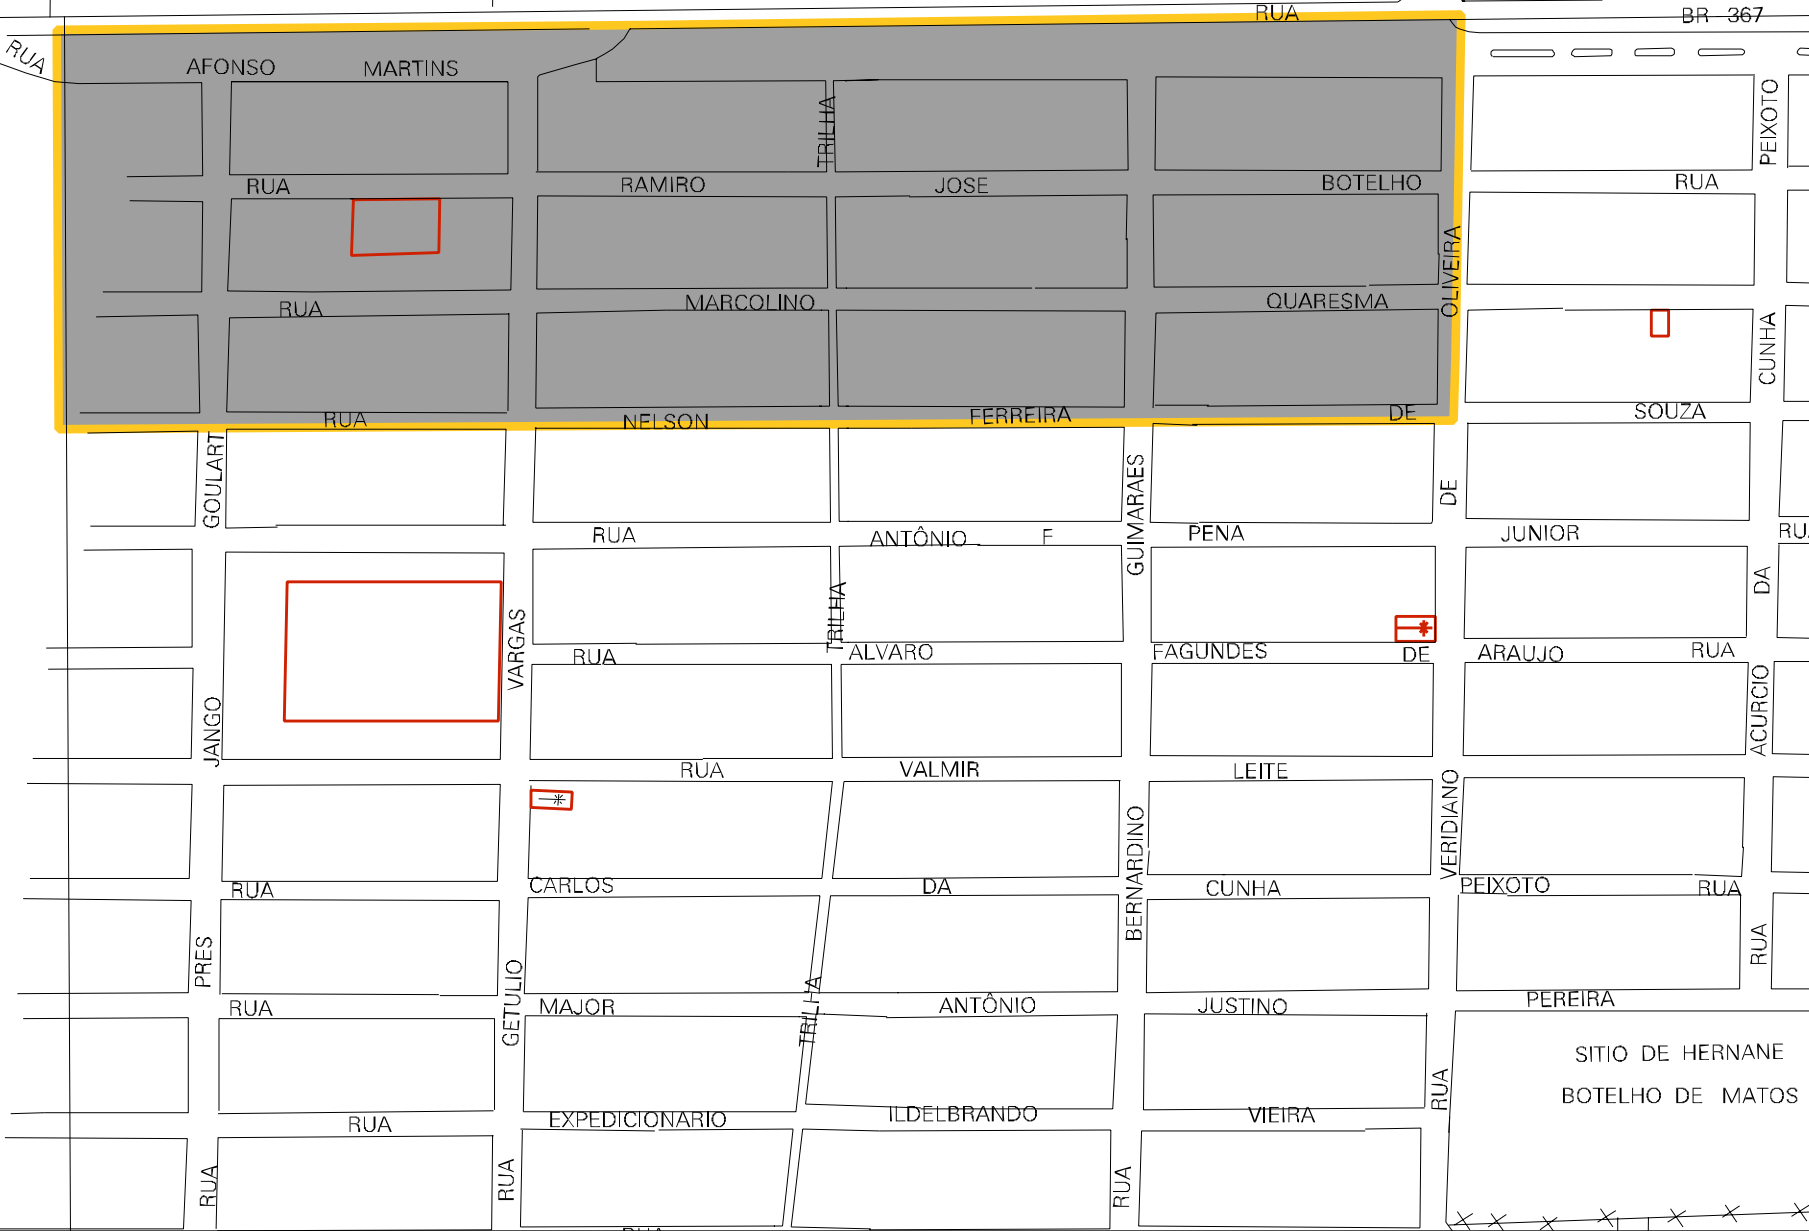 RUA
BR 367
RUA
AFONSO MARTINS
TRILHA
PEIXOTO
RUA RAMIRO JOSE BOTELHO RUA
OLIVEIRA
RUA MARCOLINO QUARESMA
CUNHA
RUA NELSON FERREIRA DE SOUZA
GOULART
GUIMARAES
DE
RUA ANTÔNIO F PENA JUNIOR
DA
TRILHA
VARGAS
RUA ALVARO FAGUNDES DE ARAUJO RUA
JANGO
ACURCIO
RUA VALMIR LEITE
BERNARDINO
VERIDIANO
RUA CARLOS DA CUNHA PEIXOTO RUA
PRES
RUA
GETULIO
TRILHA
RUA MAJOR ANTÔNIO JUSTINO PEREIRA
SITIO DE HERNANE
BOTELHO DE MATOS
RUA
RUA EXPEDICIONARIO ILDELBRANDO VIEIRA
RUA
RUA
RUA